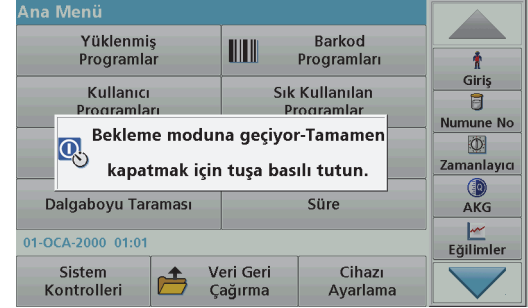 Ana Menü
Yüklenmiş
Programlar
Barkod
Programları
Kullanıcı
Programları
Sık Kullanılan
Programlar
Bekleme moduna geçiyor-Tamamen
kapatmak için tuşa basılı tutun.
Dalgaboyu Taraması
Süre
01-OCA-2000 01:01
Sistem
Kontrolleri
Veri Geri
Çağırma
Cihazı
Ayarlama
Giriş
Numune No
Zamanlayıcı
AKG
Eğilimler